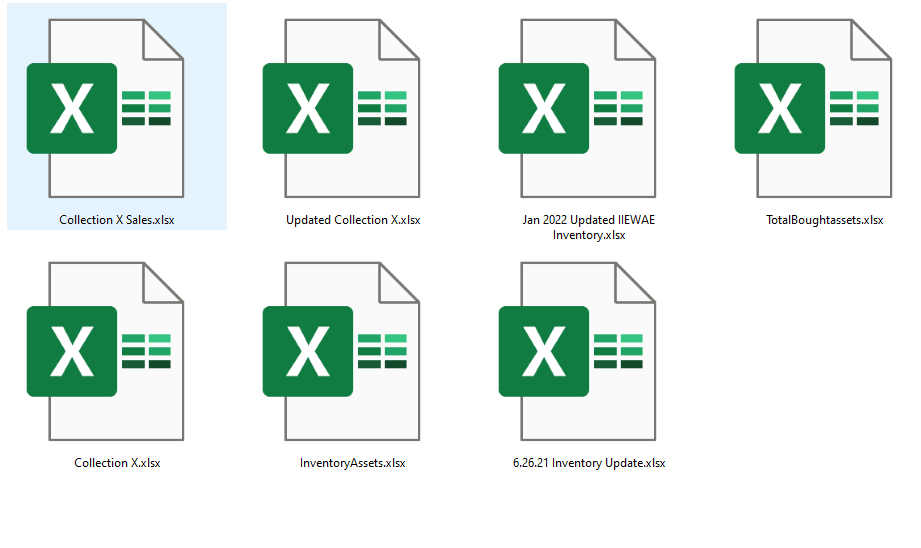 X
X
X
X
Collection X Sales.xlsx
Updated Collection X.xlsx
Jan 2022 Updated IIEWAE
Inventory.xlsx
TotalBoughtassets.xlsx
X
X
X
Collection X.xlsx
InventoryAssets.xlsx
6.26.21 Inventory Update.xlsx